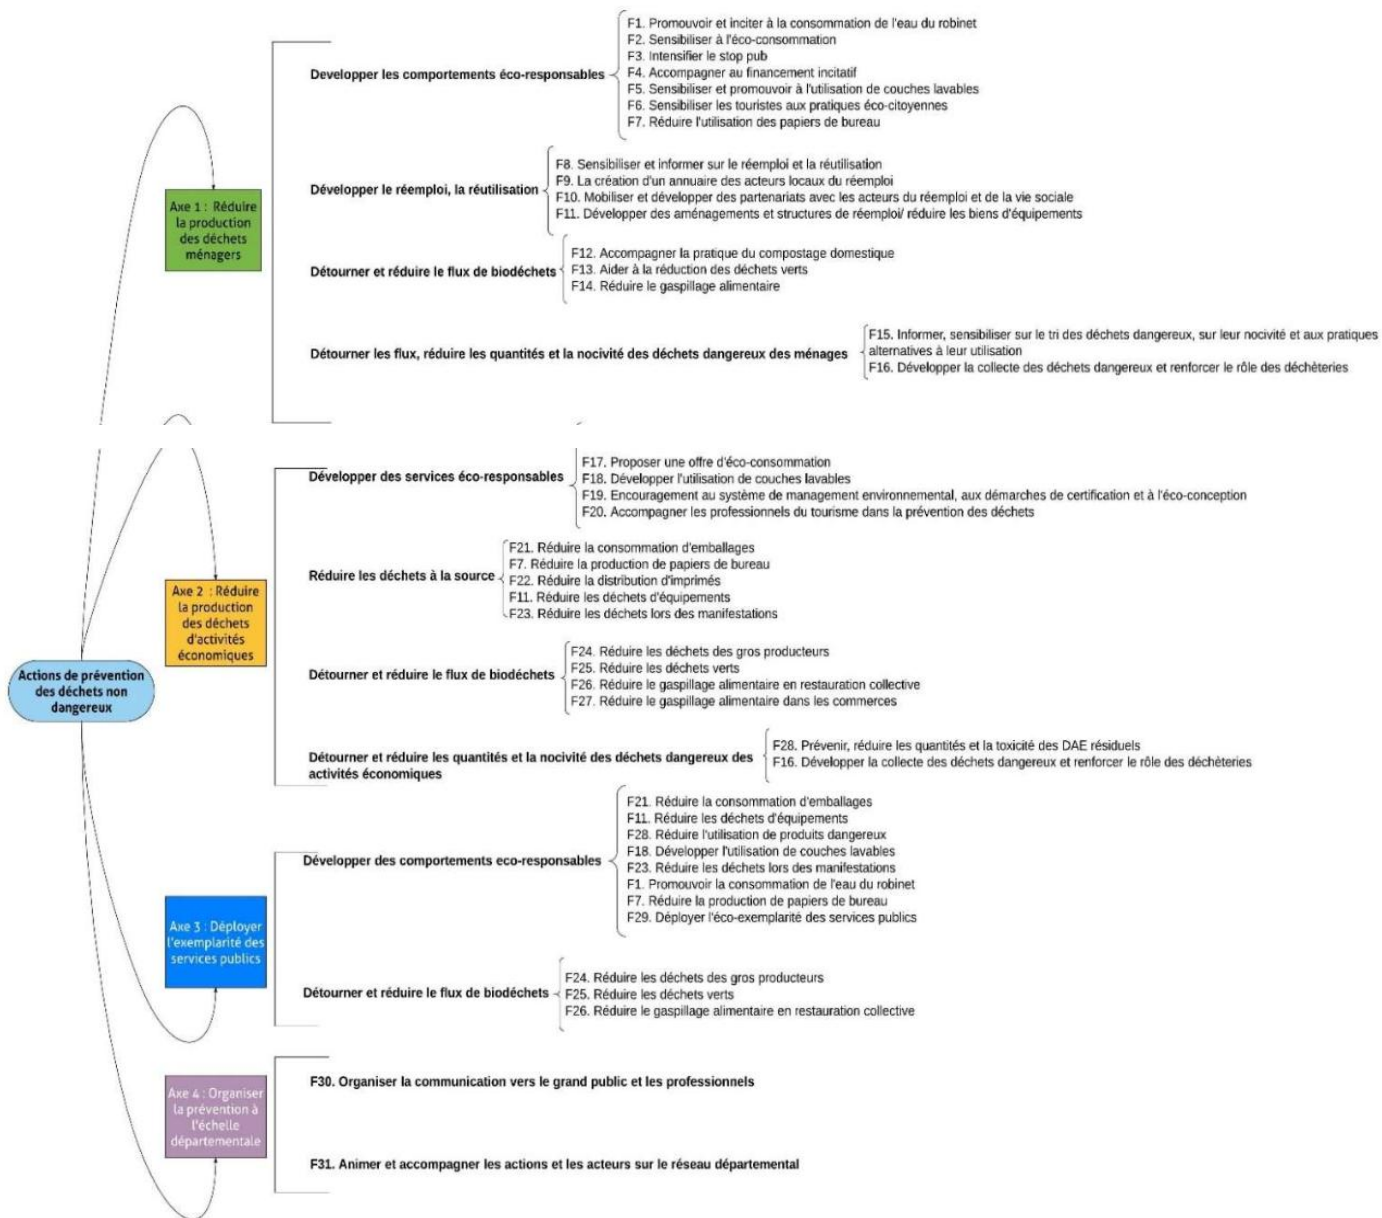 Actions de prévention
des déchets non
dangereux
Axe 1 : Réduire
la production
des déchets
ménagers
Developper les comportements éco-responsables
F1. Promouvoir et inciter à la consommation de l'eau du robinet
F2. Sensibiliser à l'éco-consommation
F3. Intensifier le stop pub
F4. Accompagner au financement incitatif
F5. Sensibiliser et promouvoir à l'utilisation de couches lavables
F6. Sensibiliser les touristes aux pratiques éco-citoyennes
F7. Réduire l'utilisation des papiers de bureau
Développer le réemploi, la réutilisation
F8. Sensibiliser et informer sur le réemploi et la réutilisation
F9. La création d'un annuaire des acteurs locaux du réemploi
F10. Mobiliser et développer des partenariats avec les acteurs du réemploi et de la vie sociale
F11. Développer des aménagements et structures de réemploi/ réduire les biens d'équipements
Détourner et réduire le flux de biodéchets
F12. Accompagner la pratique du compostage domestique
F13. Aider à la réduction des déchets verts
F14. Réduire le gaspillage alimentaire
Détourner les flux, réduire les quantités et la nocivité des déchets dangereux des ménages
F15. Informer, sensibiliser sur le tri des déchets dangereux, sur leur nocivité et aux pratiques
alternatives à leur utilisation
F16. Développer la collecte des déchets dangereux et renforcer le rôle des déchèteries
Axe 2 : Réduire
la production
des déchets
d'activités
économiques
Développer des services éco-responsables
F17. Proposer une offre d'éco-consommation
F18. Développer l'utilisation de couches lavables
F19. Encouragement au système de management environnemental, aux démarches de certification et à l'éco-conception
F20. Accompagner les professionnels du tourisme dans la prévention des déchets
Réduire les déchets à la source
F21. Réduire la consommation d'emballages
F7. Réduire la production de papiers de bureau
F22. Réduire la distribution d'imprimés
F11. Réduire les déchets d'équipements
F23. Réduire les déchets lors des manifestations
Détourner et réduire le flux de biodéchets
F24. Réduire les déchets des gros producteurs
F25. Réduire les déchets verts
F26. Réduire le gaspillage alimentaire en restauration collective
F27. Réduire le gaspillage alimentaire dans les commerces
Détourner et réduire les quantités et la nocivité des déchets dangereux des
activités économiques
F28. Prévenir, réduire les quantités et la toxicité des DAE résiduels
F16. Développer la collecte des déchets dangereux et renforcer le rôle des déchèteries
Axe 3 : Déployer
l'exemplarité des
services publics
Développer des comportements eco-responsables
F21. Réduire la consommation d'emballages
F11. Réduire les déchets d'équipements
F28. Réduire l'utilisation de produits dangereux
F18. Développer l'utilisation de couches lavables
F23. Réduire les déchets lors des manifestations
F1. Promouvoir la consommation de l'eau du robinet
F7. Réduire la production de papiers de bureau
F29. Déployer l'éco-exemplarité des services publics
Détourner et réduire le flux de biodéchets
F24. Réduire les déchets des gros producteurs
F25. Réduire les déchets verts
F26. Réduire le gaspillage alimentaire en restauration collective
Axe 4 : Organiser
la prévention à
l'échelle
départementale
F30. Organiser la communication vers le grand public et les professionnels
F31. Animer et accompagner les actions et les acteurs sur le réseau départemental